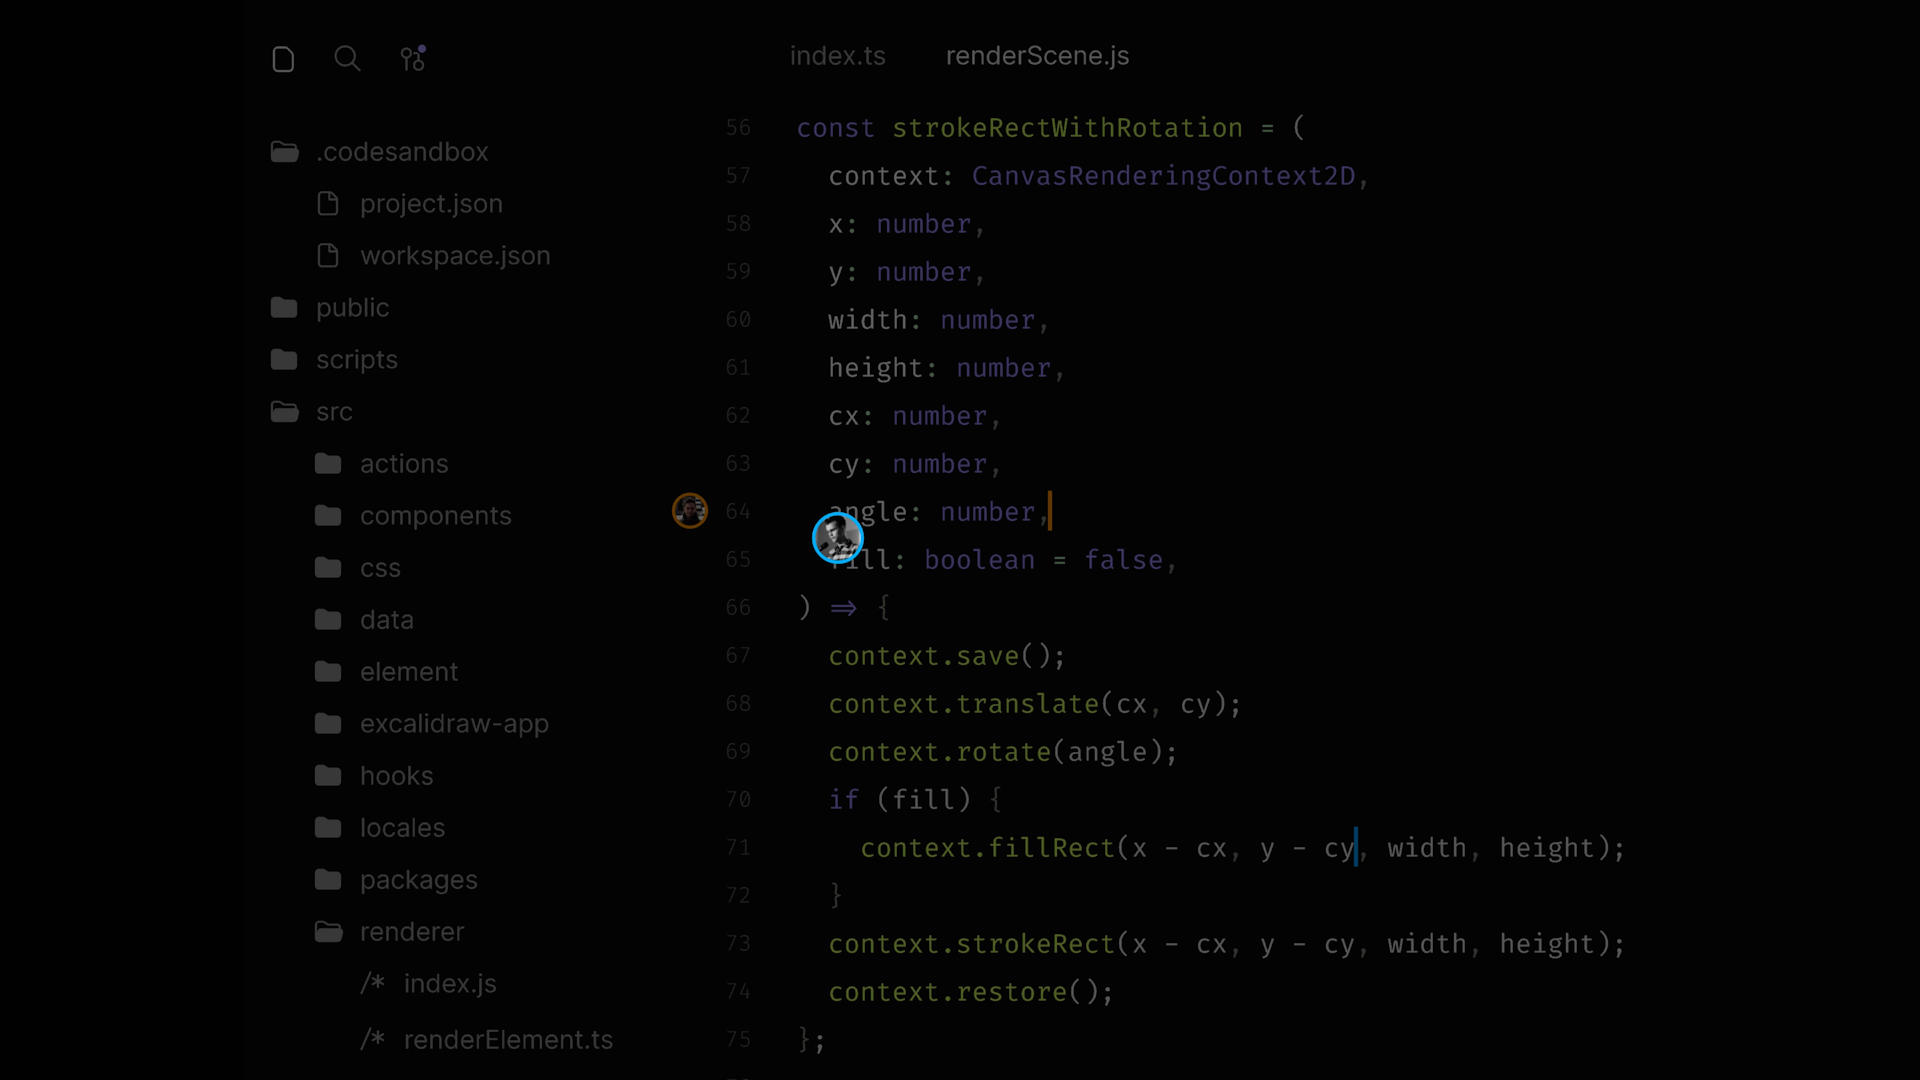 index.ts renderScene.js
.codesandbox
project.json
workspace.json
public
scripts
src
actions
components
css
data
element
excalidraw-app
hooks
locales
packages
renderer
/* index.js
/* renderElement.ts
56 const strokeRectWithRotation = (
57 context: CanvasRenderingContext2D,
58 x: number,
59 y: number,
60 width: number,
61 height: number,
62 cx: number,
63 cy: number,
64 angle: number,
65 fill: boolean = false,
66 ) => {
67 context.save();
68 context.translate(cx, cy);
69 context.rotate(angle);
70 if (fill) {
71 context.fillRect(x - cx, y - cy, width, height);
72 }
73 context.strokeRect(x - cx, y - cy, width, height);
74 context.restore();
75 };